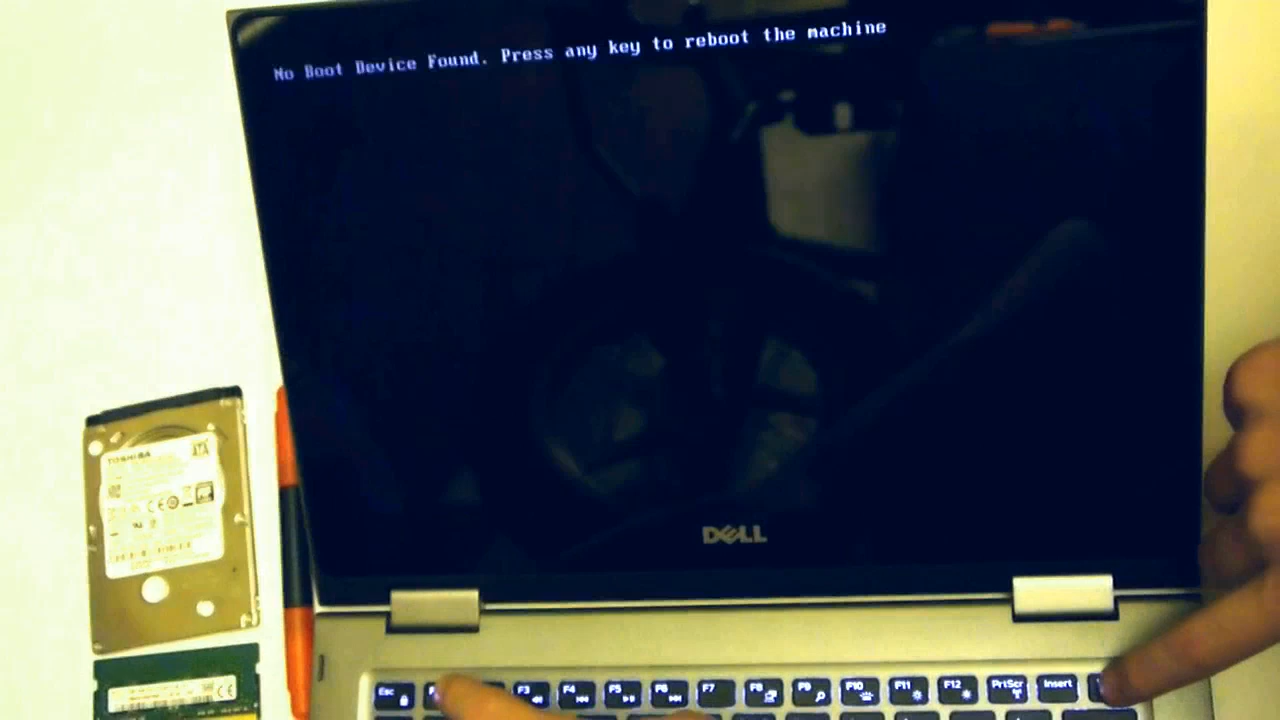 No Boot Device Found. Press any key to reboot the machine
DELL
TOSHIBA
SATA
Esc
F3
F4
F5
F6
F7
F8
F9
F10
F11
F12
PrtScr
Insert